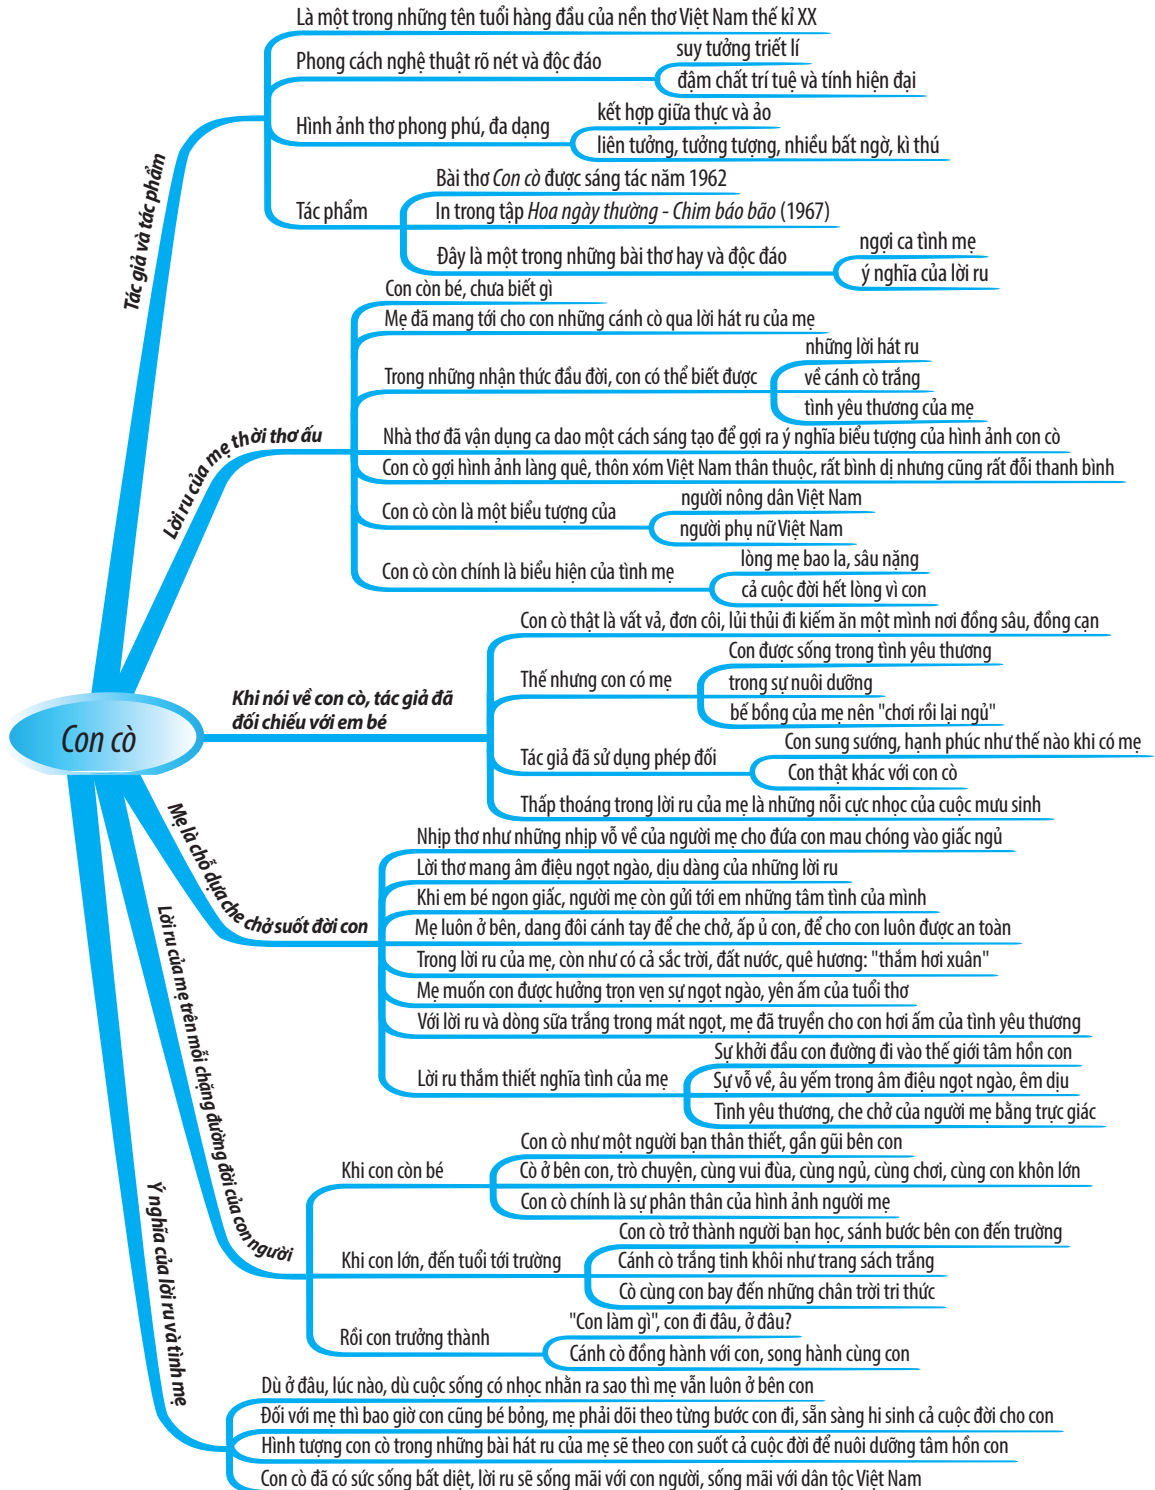 Con cò
Tác giả và tác phẩm
Là một trong những tên tuổi hàng đầu của nền thơ Việt Nam thế kỉ XX
Phong cách nghệ thuật rõ nét và độc đáo
suy tưởng triết lí
đậm chất trí tuệ và tính hiện đại
Hình ảnh thơ phong phú, đa dạng
kết hợp giữa thực và ảo
liên tưởng, tưởng tượng, nhiều bất ngờ, kì thú
Tác phẩm
Bài thơ Con cò được sáng tác năm 1962
In trong tập Hoa ngày thường - Chim báo bão (1967)
Đây là một trong những bài thơ hay và độc đáo
ngợi ca tình mẹ
ý nghĩa của lời ru
Lời ru của mẹ thời thơ ấu
Con còn bé, chưa biết gì
Mẹ đã mang tới cho con những cánh cò qua lời hát ru của mẹ
Trong những nhận thức đầu đời, con có thể biết được
những lời hát ru
về cánh cò trắng
tình yêu thương của mẹ
Nhà thơ đã vận dụng ca dao một cách sáng tạo để gợi ra ý nghĩa biểu tượng của hình ảnh con cò
Con cò gợi hình ảnh làng quê, thôn xóm Việt Nam thân thuộc, rất bình dị nhưng cũng rất đỗi thanh bình
Con cò còn là một biểu tượng của
người nông dân Việt Nam
người phụ nữ Việt Nam
Con cò còn chính là biểu hiện của tình mẹ
lòng mẹ bao la, sâu nặng
cả cuộc đời hết lòng vì con
Khi nói về con cò, tác giả đã
đối chiếu với em bé
Con cò thật là vất vả, đơn côi, lủi thủi đi kiếm ăn một mình nơi đồng sâu, đồng cạn
Thế nhưng con có mẹ
Con được sống trong tình yêu thương
trong sự nuôi dưỡng
bế bồng của mẹ nên "chơi rồi lại ngủ"
Tác giả đã sử dụng phép đối
Con sung sướng, hạnh phúc như thế nào khi có mẹ
Con thật khác với con cò
Thấp thoáng trong lời ru của mẹ là những nỗi cực nhọc của cuộc mưu sinh
Mẹ là chỗ dựa che chở suốt đời con
Nhịp thơ như những nhịp vỗ về của người mẹ cho đứa con mau chóng vào giấc ngủ
Lời thơ mang âm điệu ngọt ngào, dịu dàng của những lời ru
Khi em bé ngon giấc, người mẹ còn gửi tới em những tâm tình của mình
Mẹ luôn ở bên, dang đôi cánh tay để che chở, ấp ủ con, để cho con luôn được an toàn
Trong lời ru của mẹ, còn như có cả sắc trời, đất nước, quê hương: "thắm hơi xuân"
Mẹ muốn con được hưởng trọn vẹn sự ngọt ngào, yên ấm của tuổi thơ
Với lời ru và dòng sữa trắng trong mát ngọt, mẹ đã truyền cho con hơi ấm của tình yêu thương
Lời ru thắm thiết nghĩa tình của mẹ
Sự khởi đầu con đường đi vào thế giới tâm hồn con
Sự vỗ về, âu yếm trong âm điệu ngọt ngào, êm dịu
Tình yêu thương, che chở của người mẹ bằng trực giác
Lời ru của mẹ trên mỗi chặng đường đời của con người
Khi con còn bé
Con cò như một người bạn thân thiết, gần gũi bên con
Cò ở bên con, trò chuyện, cùng vui đùa, cùng ngủ, cùng chơi, cùng con khôn lớn
Con cò chính là sự phân thân của hình ảnh người mẹ
Khi con lớn, đến tuổi tới trường
Con cò trở thành người bạn học, sánh bước bên con đến trường
Cánh cò trắng tinh khôi như trang sách trắng
Cò cùng con bay đến những chân trời tri thức
Rồi con trưởng thành
"Con làm gì", con đi đâu, ở đâu?
Cánh cò đồng hành với con, song hành cùng con
Ý nghĩa của lời ru và tình mẹ
Dù ở đâu, lúc nào, dù cuộc sống có nhọc nhằn ra sao thì mẹ vẫn luôn ở bên con
Đối với mẹ thì bao giờ con cũng bé bỏng, mẹ phải dõi theo từng bước con đi, sẵn sàng hi sinh cả cuộc đời cho con
Hình tượng con cò trong những bài hát ru của mẹ sẽ theo con suốt cả cuộc đời để nuôi dưỡng tâm hồn con
Con cò đã có sức sống bất diệt, lời ru sẽ sống mãi với con người, sống mãi với dân tộc Việt Nam